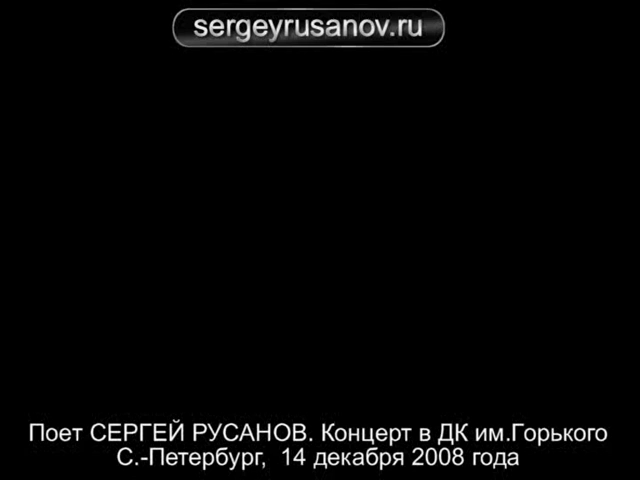 sergeyrusanov.ru
Поет СЕРГЕЙ РУСАНОВ. Концерт в ДК им.Горького
С.-Петербург, 14 декабря 2008 года